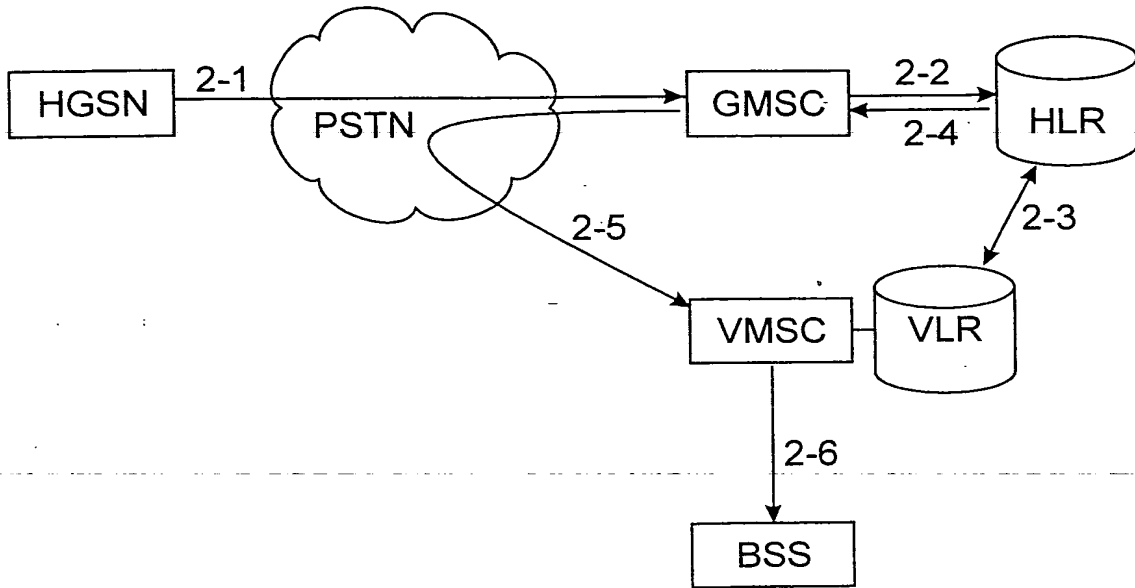 HGSN
2-1
PSTN
GMSC
2-2
2-4
HLR
2-3
2-5
VMSC
VLR
2-6
BSS